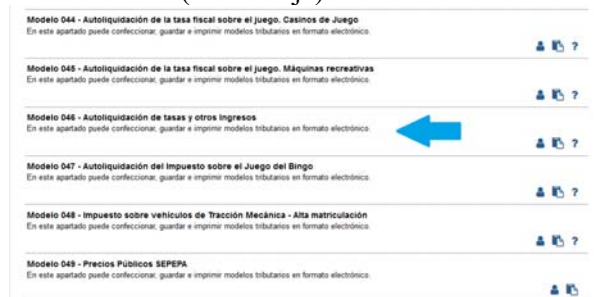 Modelo 044 - Autoliquidación de la tasa fiscal sobre el juego. Casinos de Juego
En este apartado puede confeccionar, guardar e imprimir modelos tributarios en formato electrónico.
?
Modelo 045 - Autoliquidación de la tasa fiscal sobre el juego. Máquinas recreativas
En este apartado puede confeccionar, guardar e imprimir modelos tributarios en formato electrónico.
?
Modelo 046 - Autoliquidación de tasas y otros ingresos
En este apartado puede confeccionar, guardar e imprimir modelos tributarios en formato electrónico.
?
Modelo 047 - Autoliquidación del Impuesto sobre el Juego del Bingo
En este apartado puede confeccionar, guardar e imprimir modelos tributarios en formato electrónico.
?
Modelo 048 - Impuesto sobre vehículos de Tracción Mecánica - Alta matriculación
En este apartado puede confeccionar, guardar e imprimir modelos tributarios en formato electrónico.
?
Modelo 049 - Precios Públicos SEPEPA
En este apartado puede confeccionar, guardar e imprimir modelos tributarios en formato electrónico.